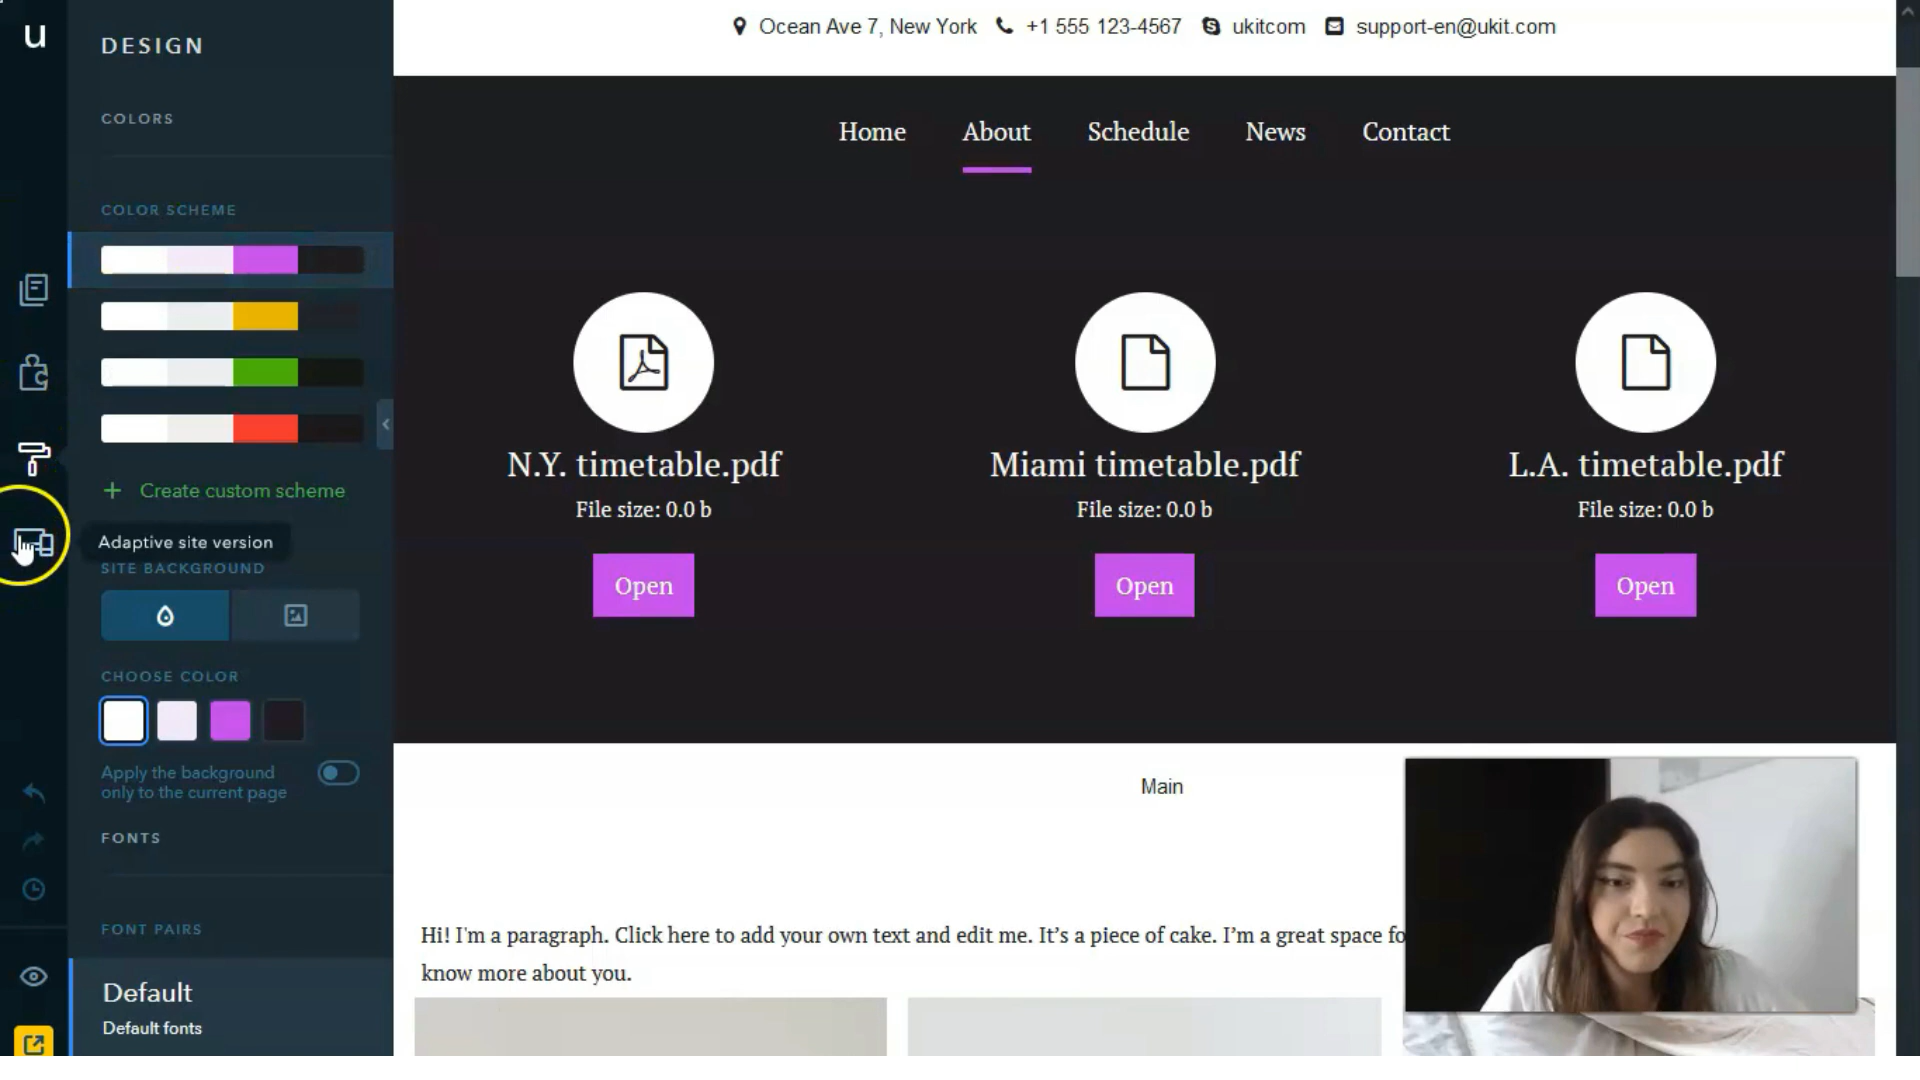 u
DESIGN
COLORS
COLOR SCHEME
+ Create custom scheme
Adaptive site version
SITE BACKGROUND
CHOOSE COLOR
Apply the background
only to the current page
FONTS
FONT PAIRS
Default
Default fonts
Ocean Ave 7, New York +1 555 123-4567 ukitcom support-en@ukit.com
Home About Schedule News Contact
N.Y. timetable.pdf
File size: 0.0 b
Open
Miami timetable.pdf
File size: 0.0 b
Open
L.A. timetable.pdf
File size: 0.0 b
Open
Main
Hi! I'm a paragraph. Click here to add your own text and edit me. It’s a piece of cake. I’m a great space fo
know more about you.